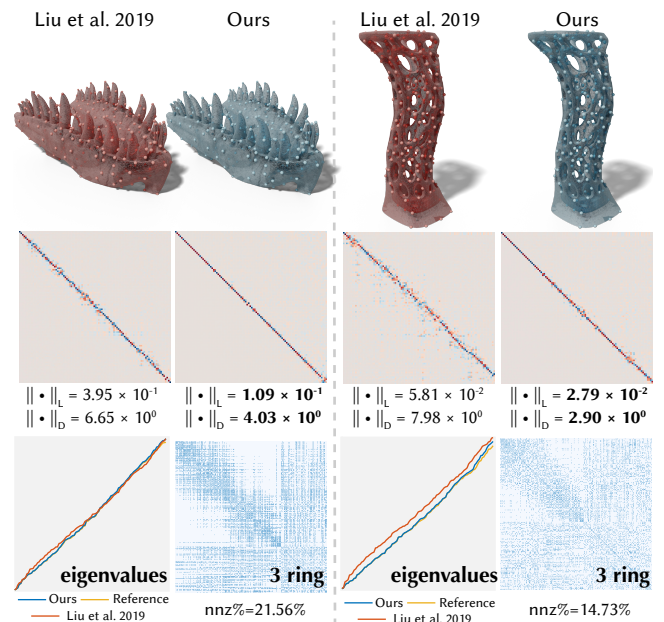 Liu et al. 2019 Ours Liu et al. 2019 Ours
|| • ||L = 3.95 × 10⁻¹ || • ||L = 1.09 × 10⁻¹ || • ||L = 5.81 × 10⁻² || • ||L = 2.79 × 10⁻²
|| • ||D = 6.65 × 10⁰ || • ||D = 4.03 × 10⁰ || • ||D = 7.98 × 10⁰ || • ||D = 2.90 × 10⁰
eigenvalues 3 ring eigenvalues 3 ring
Ours Reference nnz%=21.56% Ours Reference nnz%=14.73%
Liu et al. 2019 Liu et al. 2019